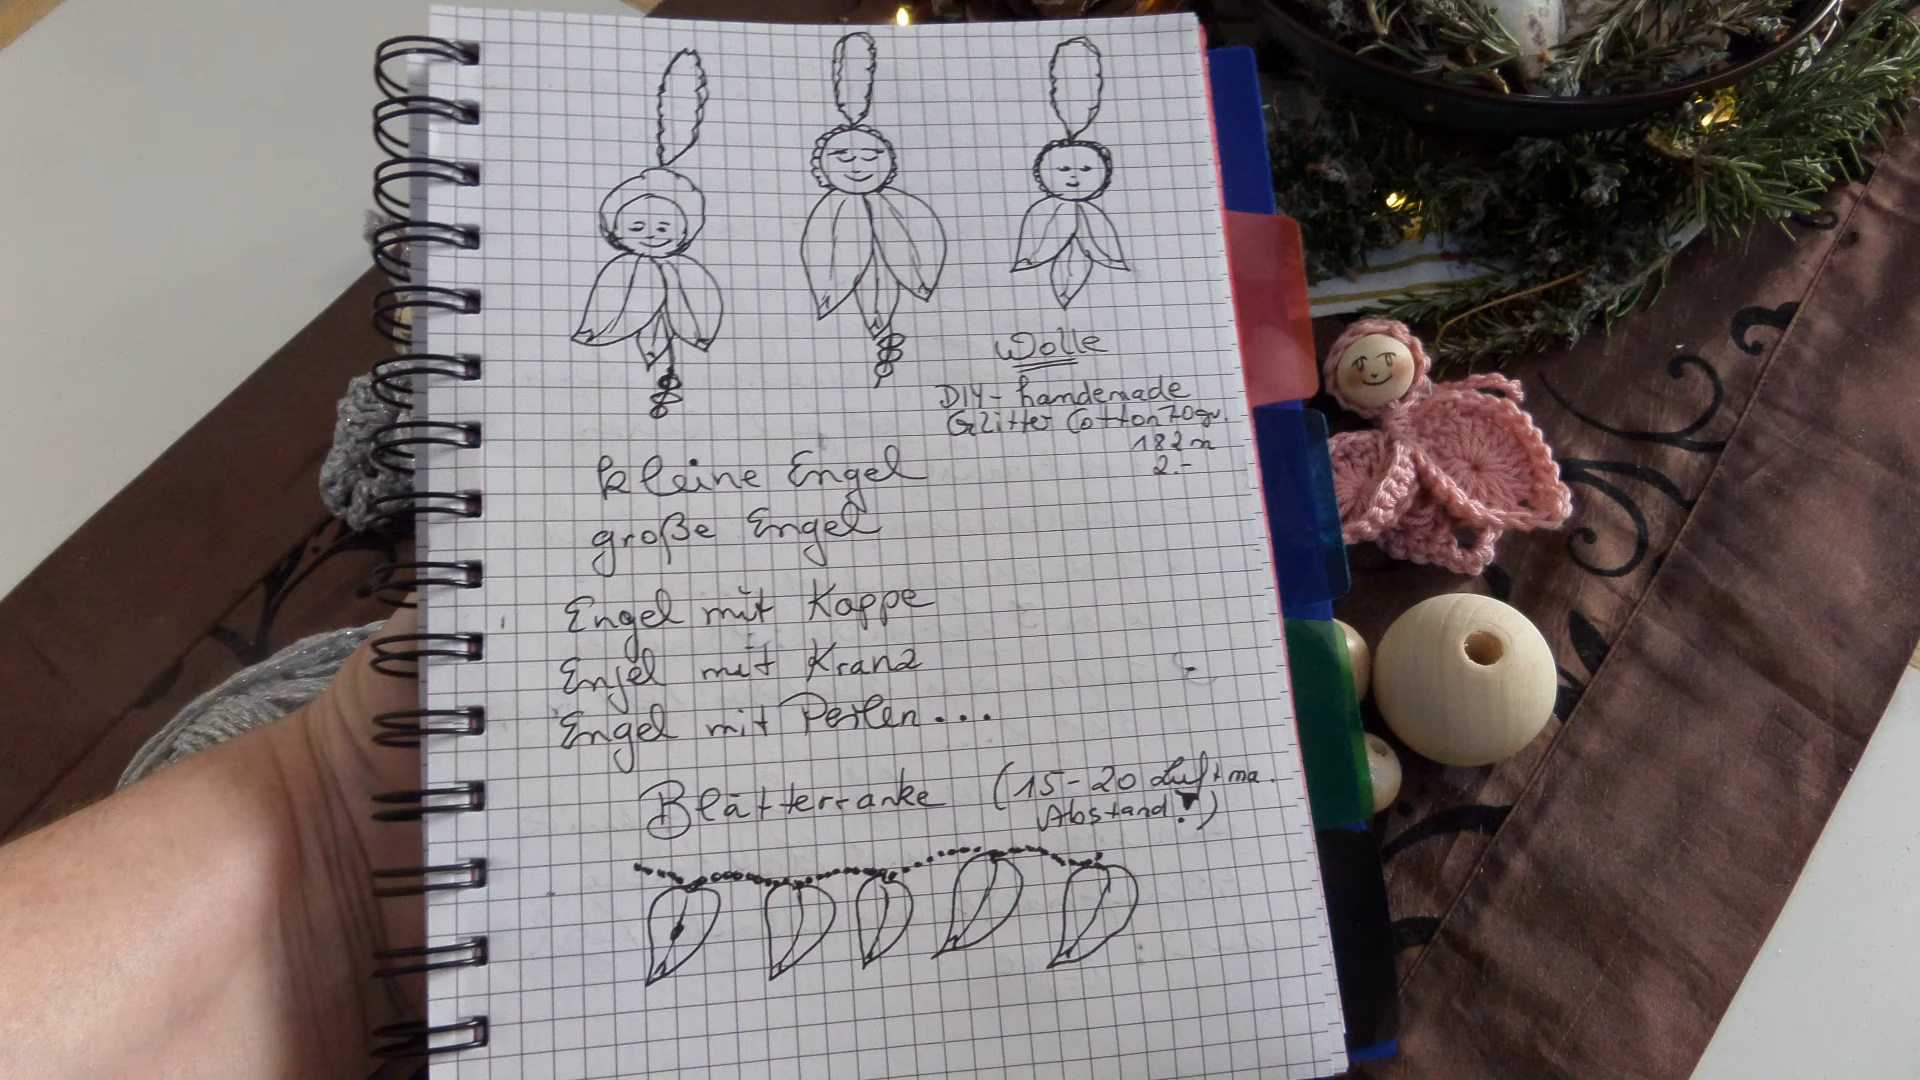 Wolle
DIY-handemade
Glitter Cotton 70gr.
182m
2.-
kleine Engel
große Engel
Engel mit Kappe
Engel mit Kranz
Engel mit Perlen...
Blätterranke (15-20 Luftma.
Abstand!)